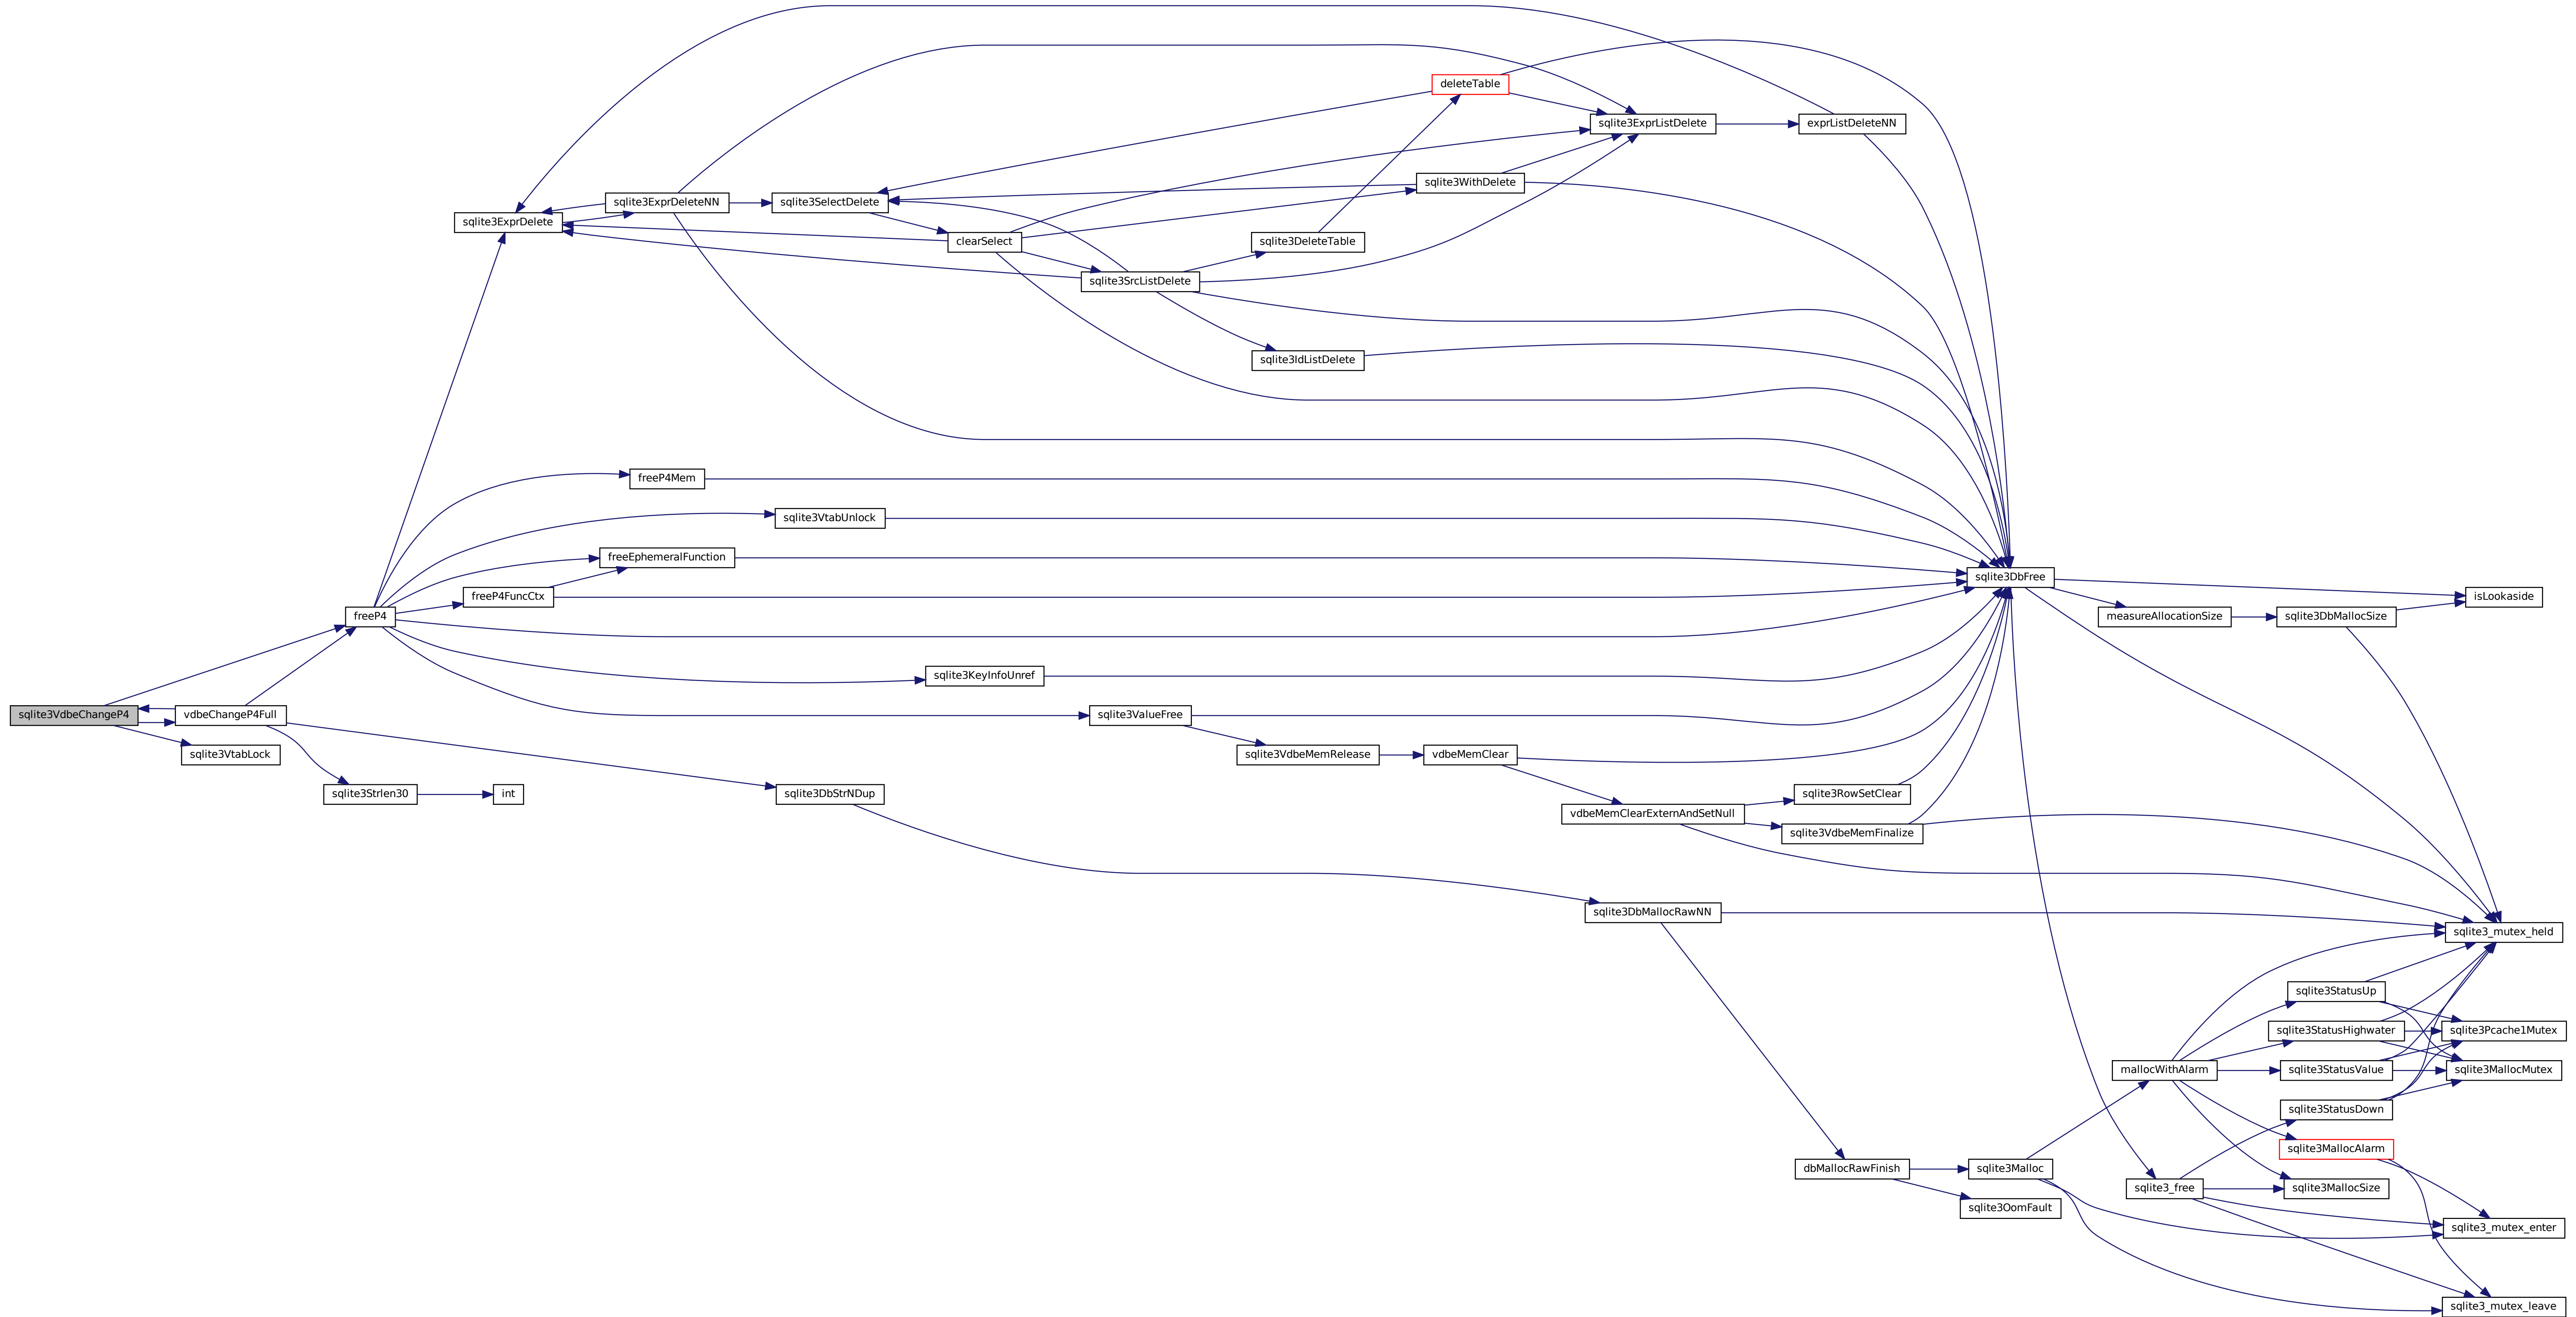 deleteTable
sqlite3ExprListDelete
exprListDeleteNN
sqlite3WithDelete
sqlite3ExprDeleteNN
sqlite3SelectDelete
sqlite3ExprDelete
clearSelect
sqlite3DeleteTable
sqlite3SrcListDelete
sqlite3IdListDelete
freeP4Mem
sqlite3VtabUnlock
freeEphemeralFunction
sqlite3DbFree
freeP4FuncCtx
isLookaside
freeP4
measureAllocationSize
sqlite3DbMallocSize
sqlite3KeyInfoUnref
sqlite3VdbeChangeP4
vdbeChangeP4Full
sqlite3ValueFree
sqlite3VtabLock
sqlite3VdbeMemRelease
vdbeMemClear
sqlite3Strlen30
int
sqlite3DbStrNDup
sqlite3RowSetClear
vdbeMemClearExternAndSetNull
sqlite3VdbeMemFinalize
sqlite3DbMallocRawNN
sqlite3_mutex_held
sqlite3StatusUp
sqlite3StatusHighwater
sqlite3Pcache1Mutex
mallocWithAlarm
sqlite3StatusValue
sqlite3MallocMutex
sqlite3StatusDown
sqlite3MallocAlarm
dbMallocRawFinish
sqlite3Malloc
sqlite3_free
sqlite3MallocSize
sqlite3OomFault
sqlite3_mutex_enter
sqlite3_mutex_leave